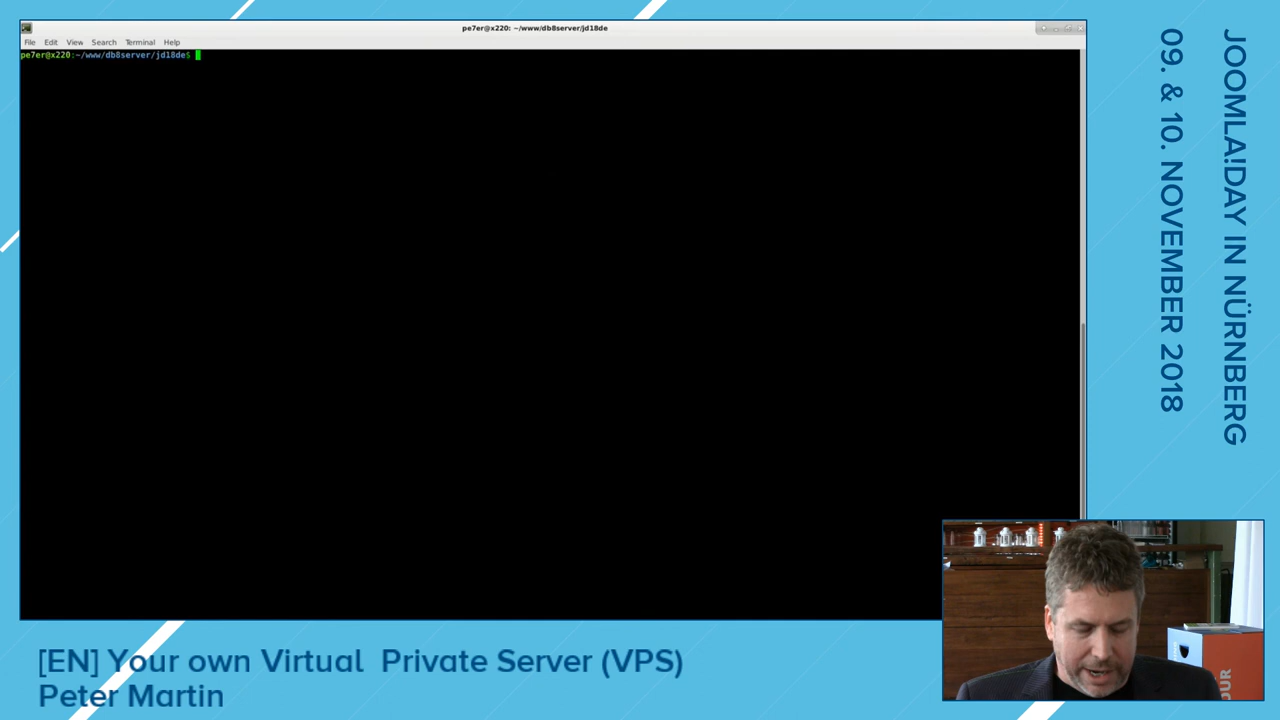 pe7er@x220: ~/www/db8server/jd18de
File Edit View Search Terminal Help
pe7er@x220:~/www/db8server/jd18de$
JOOMLA!DAY IN NÜRNBERG
09. & 10. NOVEMBER 2018
[EN] Your own Virtual Private Server (VPS)
Peter Martin